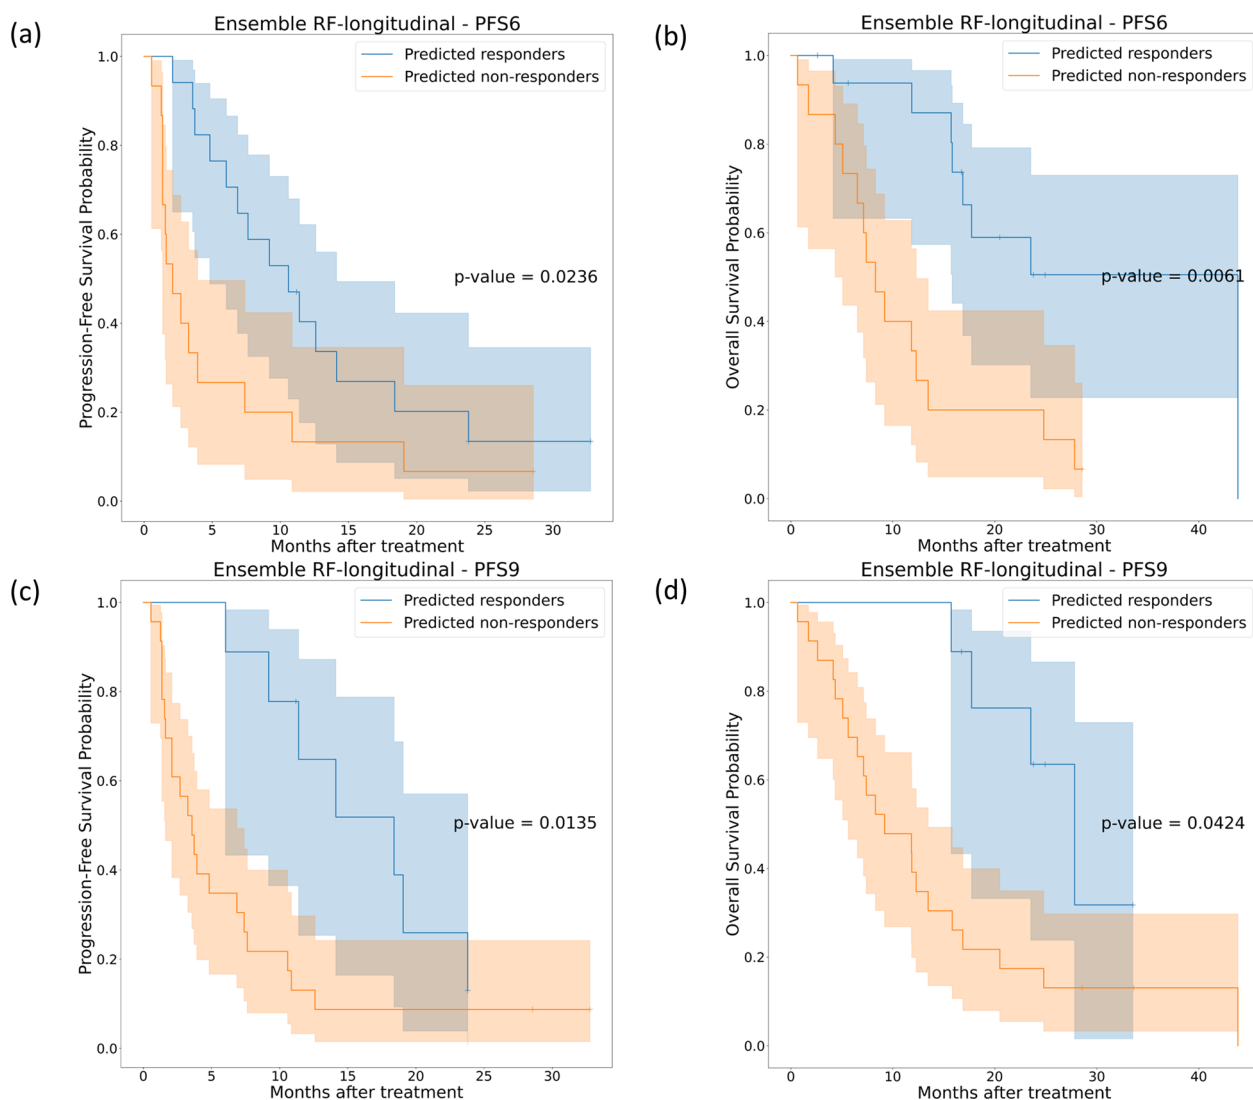 (a)
Ensemble RF-longitudinal - PFS6
Predicted responders
Predicted non-responders
p-value = 0.0236
Progression-Free Survival Probability
1.0
0.8
0.6
0.4
0.2
0.0
0 5 10 15 20 25 30
Months after treatment
(b)
Ensemble RF-longitudinal - PFS6
Predicted responders
Predicted non-responders
p-value = 0.0061
Overall Survival Probability
1.0
0.8
0.6
0.4
0.2
0.0
0 10 20 30 40
Months after treatment
(c)
Ensemble RF-longitudinal - PFS9
Predicted responders
Predicted non-responders
p-value = 0.0135
Progression-Free Survival Probability
1.0
0.8
0.6
0.4
0.2
0.0
0 5 10 15 20 25 30
Months after treatment
(d)
Ensemble RF-longitudinal - PFS9
Predicted responders
Predicted non-responders
p-value = 0.0424
Overall Survival Probability
1.0
0.8
0.6
0.4
0.2
0.0
0 10 20 30 40
Months after treatment